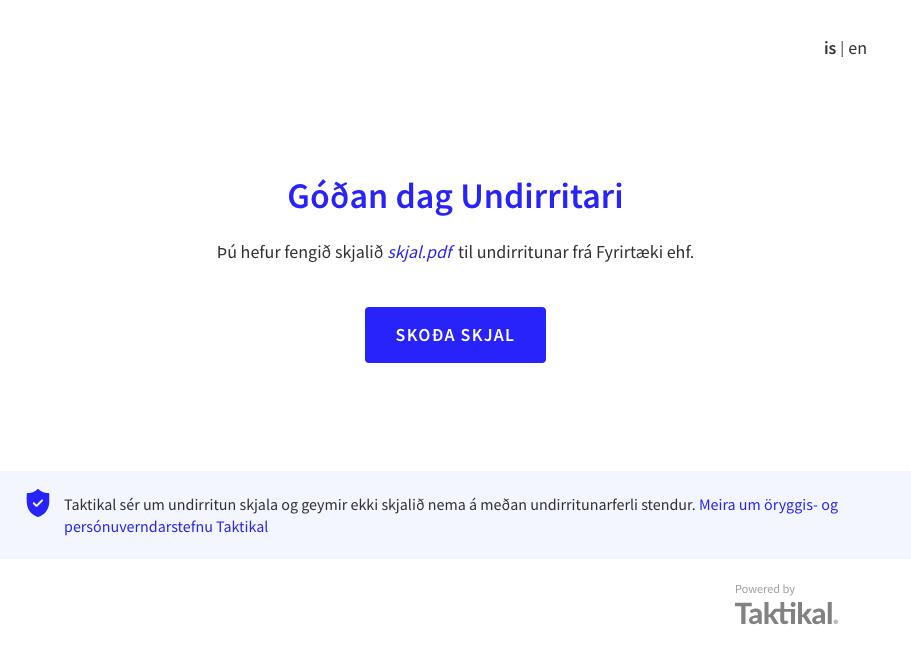 is | en
Góðan dag Undirritari
Þú hefur fengið skjalið skjal.pdf til undirritunar frá Fyrirtæki ehf.
SKOÐA SKJAL
Taktikal sér um undirritun skjala og geymir ekki skjalið nema á meðan undirritunarferli stendur. Meira um öryggis- og
persónuverndarstefnu Taktikal
Powered by
Taktikal.